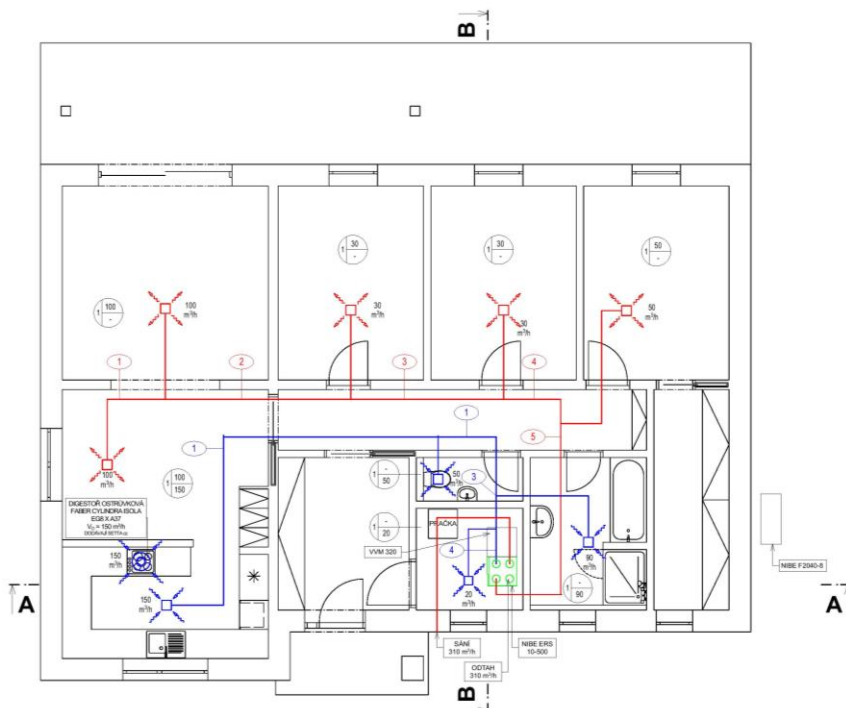 B
1
30
-
1
30
-
1
50
-
1
100
-
100
m³/h
30
m³/h
30
m³/h
50
m³/h
1
2
3
4
1
5
1
100
m³/h
1
100
150
1
-
50
50
m³/h
3
DIGESTOŘ OSTRŮVKOVÁ
FABER CYLINDRA ISOLA
EG8 X A37
= 150 m³/h
1
-
20
PRAČKA
VVM 320
4
150
m³/h
90
m³/h
NIBE F2040-8
A
150
m³/h
20
m³/h
1
-
90
A
SÁNÍ
310 m³/h
NIBE ERS
10-500
ODTAH
310 m³/h
B